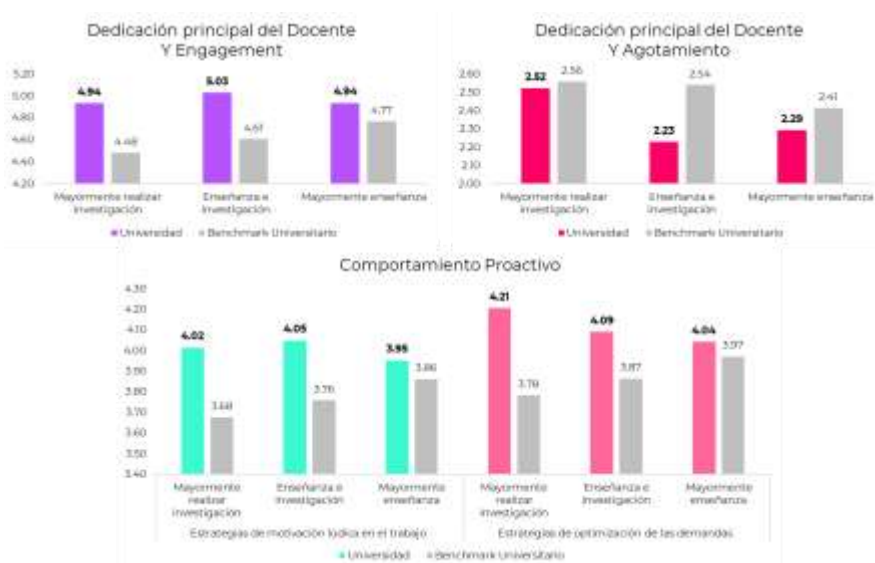 Dedicación principal del Docente
Y Engagement
5.20
5.00
4.80
4.60
4.40
4.20
4.94
4.48
5.03
4.61
4.94
4.77
Mayormente realizar
investigación
Enseñanza e
investigación
Mayormente enseñanza
Universidad
Benchmark Universitario
Dedicación principal del Docente
Y Agotamiento
2.60
2.50
2.40
2.30
2.20
2.10
2.00
2.52
2.56
2.23
2.54
2.29
2.41
Mayormente realizar
investigación
Enseñanza e
investigación
Mayormente enseñanza
Universidad
Benchmark Universitario
Comportamiento Proactivo
4.30
4.20
4.10
4.00
3.90
3.80
3.70
3.60
3.50
3.40
4.02
3.68
4.05
3.76
3.95
3.86
4.21
3.78
4.09
3.87
4.04
3.97
Mayormente
realizar
investigación
Enseñanza e
investigación
Mayormente
enseñanza
Mayormente
realizar
investigación
Enseñanza e
investigación
Mayormente
enseñanza
Estrategias de motivación lúdica en el trabajo
Estrategias de optimización de las demandas
Universidad
Benchmark Universitario